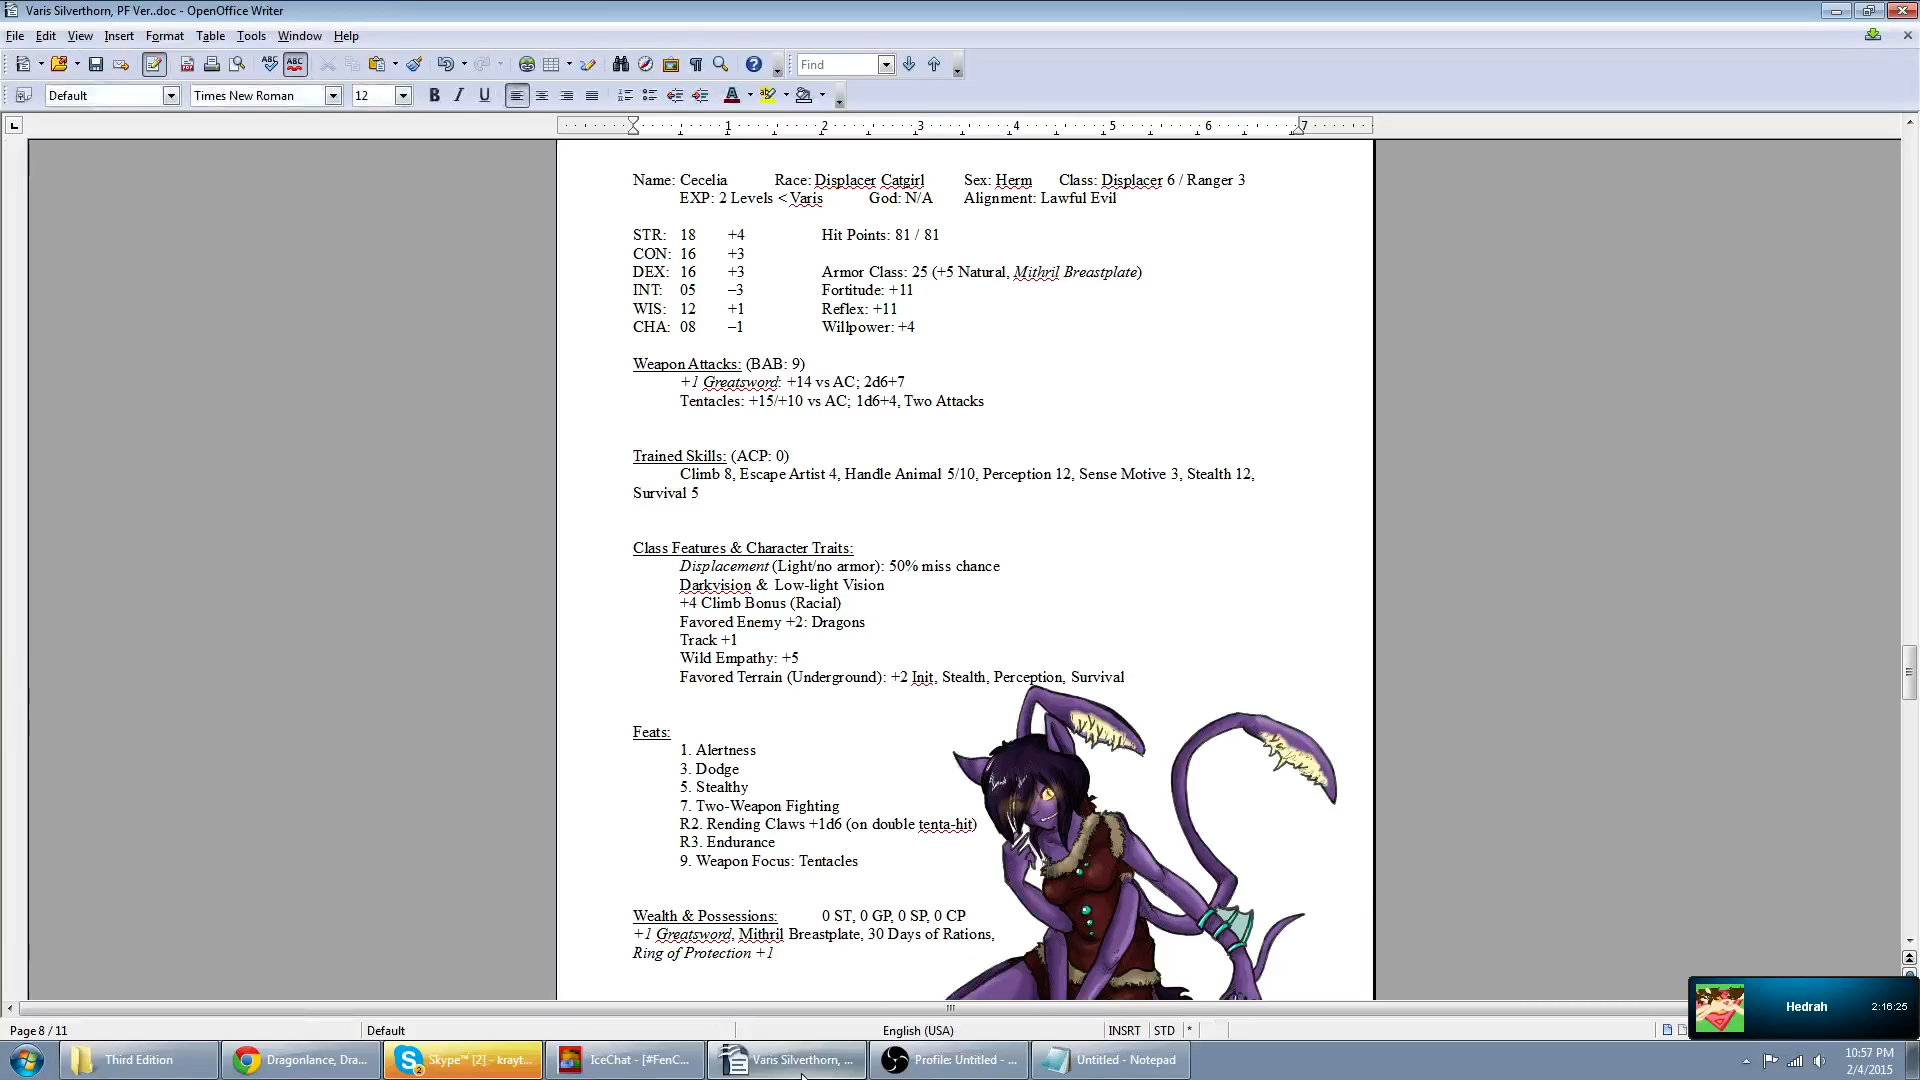 Varis Silverthorn, PF Ver..doc - OpenOffice Writer
File Edit View Insert Format Table Tools Window Help
Find
Default Times New Roman 12
1 2 3 4 5 6 7
Name: Cecelia Race: Displacer Catgirl Sex: Herm Class: Displacer 6 / Ranger 3
EXP: 2 Levels < Varis God: N/A Alignment: Lawful Evil
STR: 18 +4 Hit Points: 81 / 81
CON: 16 +3
DEX: 16 +3 Armor Class: 25 (+5 Natural, Mithril Breastplate)
INT: 05 –3 Fortitude: +11
WIS: 12 +1 Reflex: +11
CHA: 08 –1 Willpower: +4
Weapon Attacks: (BAB: 9)
+1 Greatsword: +14 vs AC; 2d6+7
Tentacles: +15/+10 vs AC; 1d6+4, Two Attacks
Trained Skills: (ACP: 0)
Climb 8, Escape Artist 4, Handle Animal 5/10, Perception 12, Sense Motive 3, Stealth 12,
Survival 5
Class Features & Character Traits:
Displacement (Light/no armor): 50% miss chance
Darkvision & Low-light Vision
+4 Climb Bonus (Racial)
Favored Enemy +2: Dragons
Track +1
Wild Empathy: +5
Favored Terrain (Underground): +2 Init, Stealth, Perception, Survival
Feats:
1. Alertness
3. Dodge
5. Stealthy
7. Two-Weapon Fighting
R2. Rending Claws +1d6 (on double tenta-hit)
R3. Endurance
9. Weapon Focus: Tentacles
Wealth & Possessions: 0 ST, 0 GP, 0 SP, 0 CP
+1 Greatsword, Mithril Breastplate, 30 Days of Rations,
Ring of Protection +1
Hedrah 2:16:25
Page 8 / 11 Default English (USA) INSRT STD *
Third Edition Dragonlance, Dra... Skype™ [2] - krayt... IceChat - [#FenC... Varis Silverthorn, ... Profile: Untitled - ... Untitled - Notepad 10:57 PM
2/4/2015